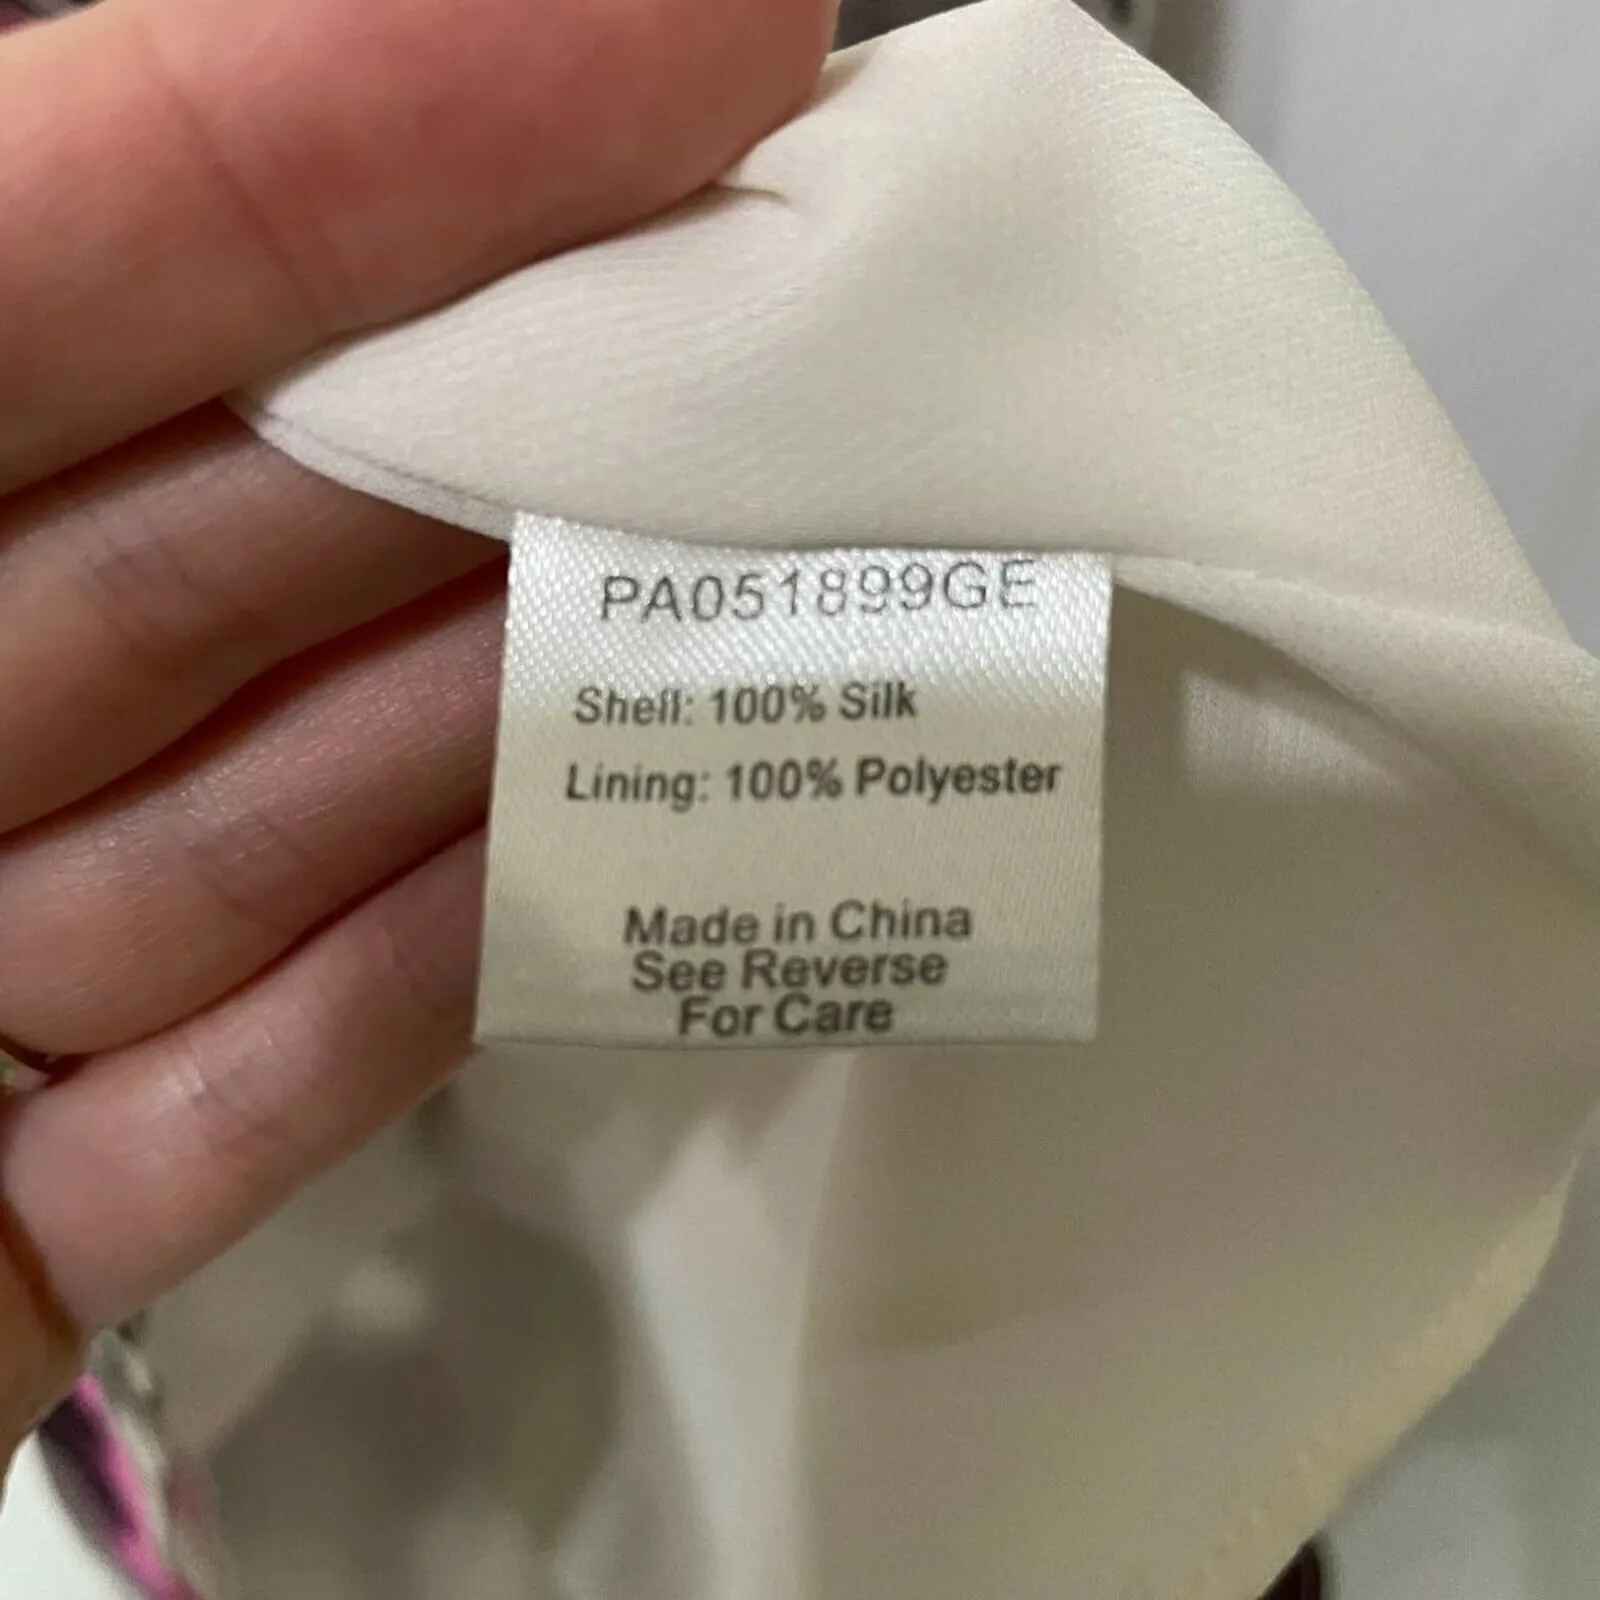 PA051899GE
Shell: 100% Silk
Lining: 100% Polyester
Made in China
See Reverse
For Care